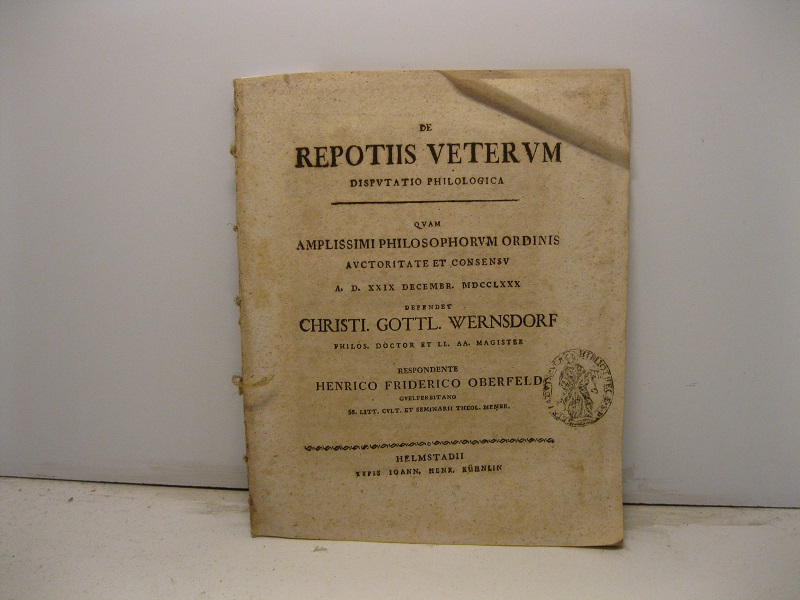 DE
REPOTIIS VETERVM
DISPVTATIO PHILOLOGICA
QVAM
AMPLISSIMI PHILOSOPHORVM ORDINIS
AVCTORITATE ET CONSENSV
A. D. XXIX DECEMBR. MDCCLXXX
DEFENDET
CHRISTI. GOTTL. WERNSDORF
PHILOS. DOCTOR ET LL. AA. MAGISTER
RESPONDENTE
HENRICO FRIDERICO OBERFELD
GVELFERBITANO
SS. LITT. CVLT. ET SEMINARII THEOL. MEMBR.
HELMSTADII
TYPIS IOANN. HENR. KÜHNLIN